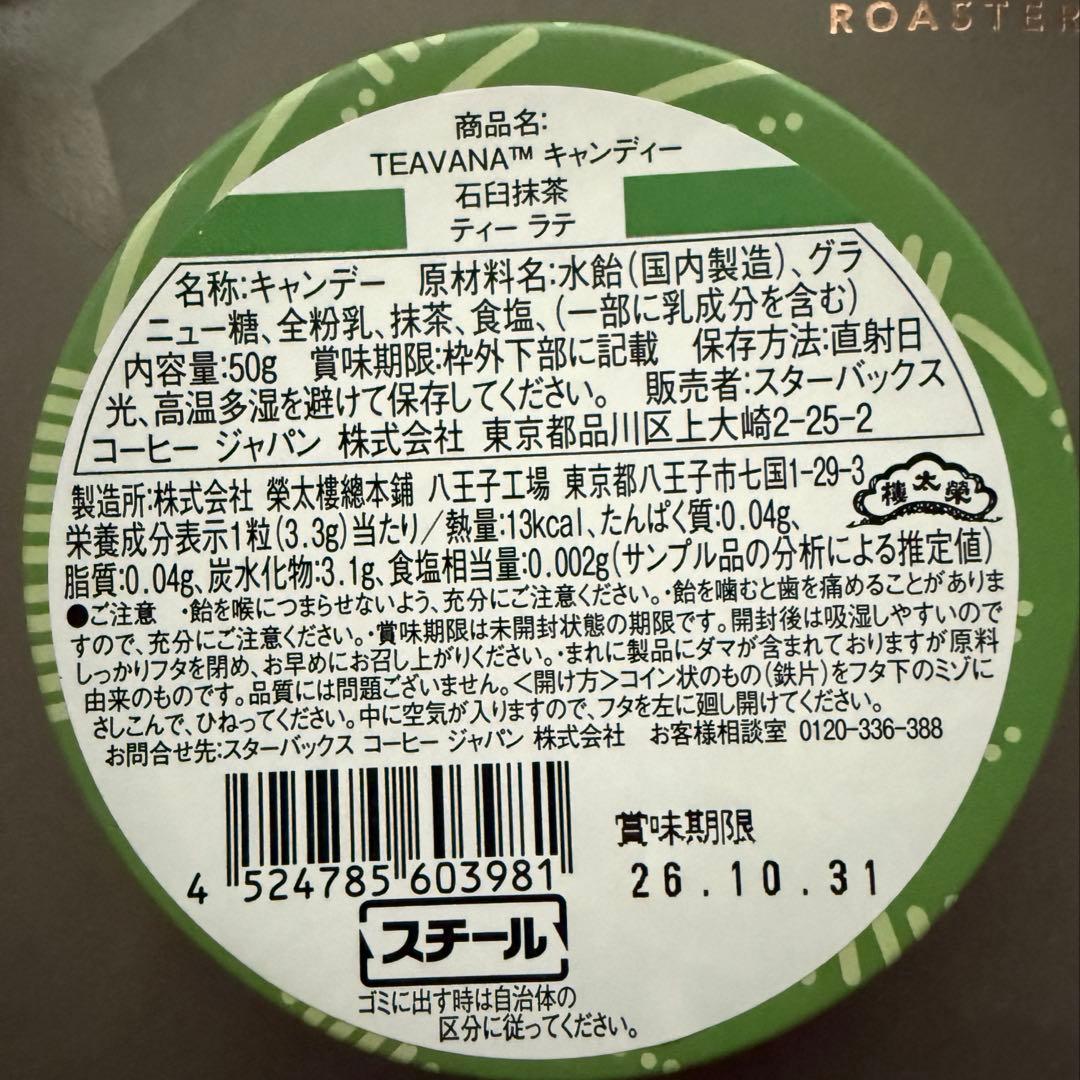 ROASTER
商品名:
TEAVANA™ キャンディー
石臼抹茶
ティー ラテ
名称:キャンデー 原材料名:水飴(国内製造)、グラ
ニュー糖、全粉乳、抹茶、食塩、(一部に乳成分を含む)
内容量:50g 賞味期限:枠外下部に記載 保存方法:直射日
光、高温多湿を避けて保存してください。 販売者:スターバックス
コーヒー ジャパン 株式会社 東京都品川区上大崎2-25-2
製造所:株式会社 榮太樓總本鋪 八王子工場 東京都八王子市七国1-29-3
樓太榮
栄養成分表示1粒(3.3g)当たり/熱量:13kcal、たんぱく質:0.04g、
脂質:0.04g、炭水化物:3.1g、食塩相当量:0.002g(サンプル品の分析による推定値)
●ご注意 ・飴を喉につまらせないよう、充分にご注意ください。・飴を噛むと歯を痛めることがありま
すので、充分にご注意ください。・賞味期限は未開封状態の期限です。開封後は吸湿しやすいので
しっかりフタを閉め、お早めにお召し上がりください。・まれに製品にダマが含まれておりますが原料
由来のものです。品質には問題ございません。<開け方>コイン状のもの(鉄片)をフタ下のミゾに
さしこんで、ひねってください。中に空気が入りますので、フタを左に廻し開けてください。
お問合せ先:スターバックス コーヒー ジャパン 株式会社 お客様相談室 0120-336-388
4 524785 603981
賞味期限
26.10.31
スチール
ゴミに出す時は自治体の
区分に従ってください。